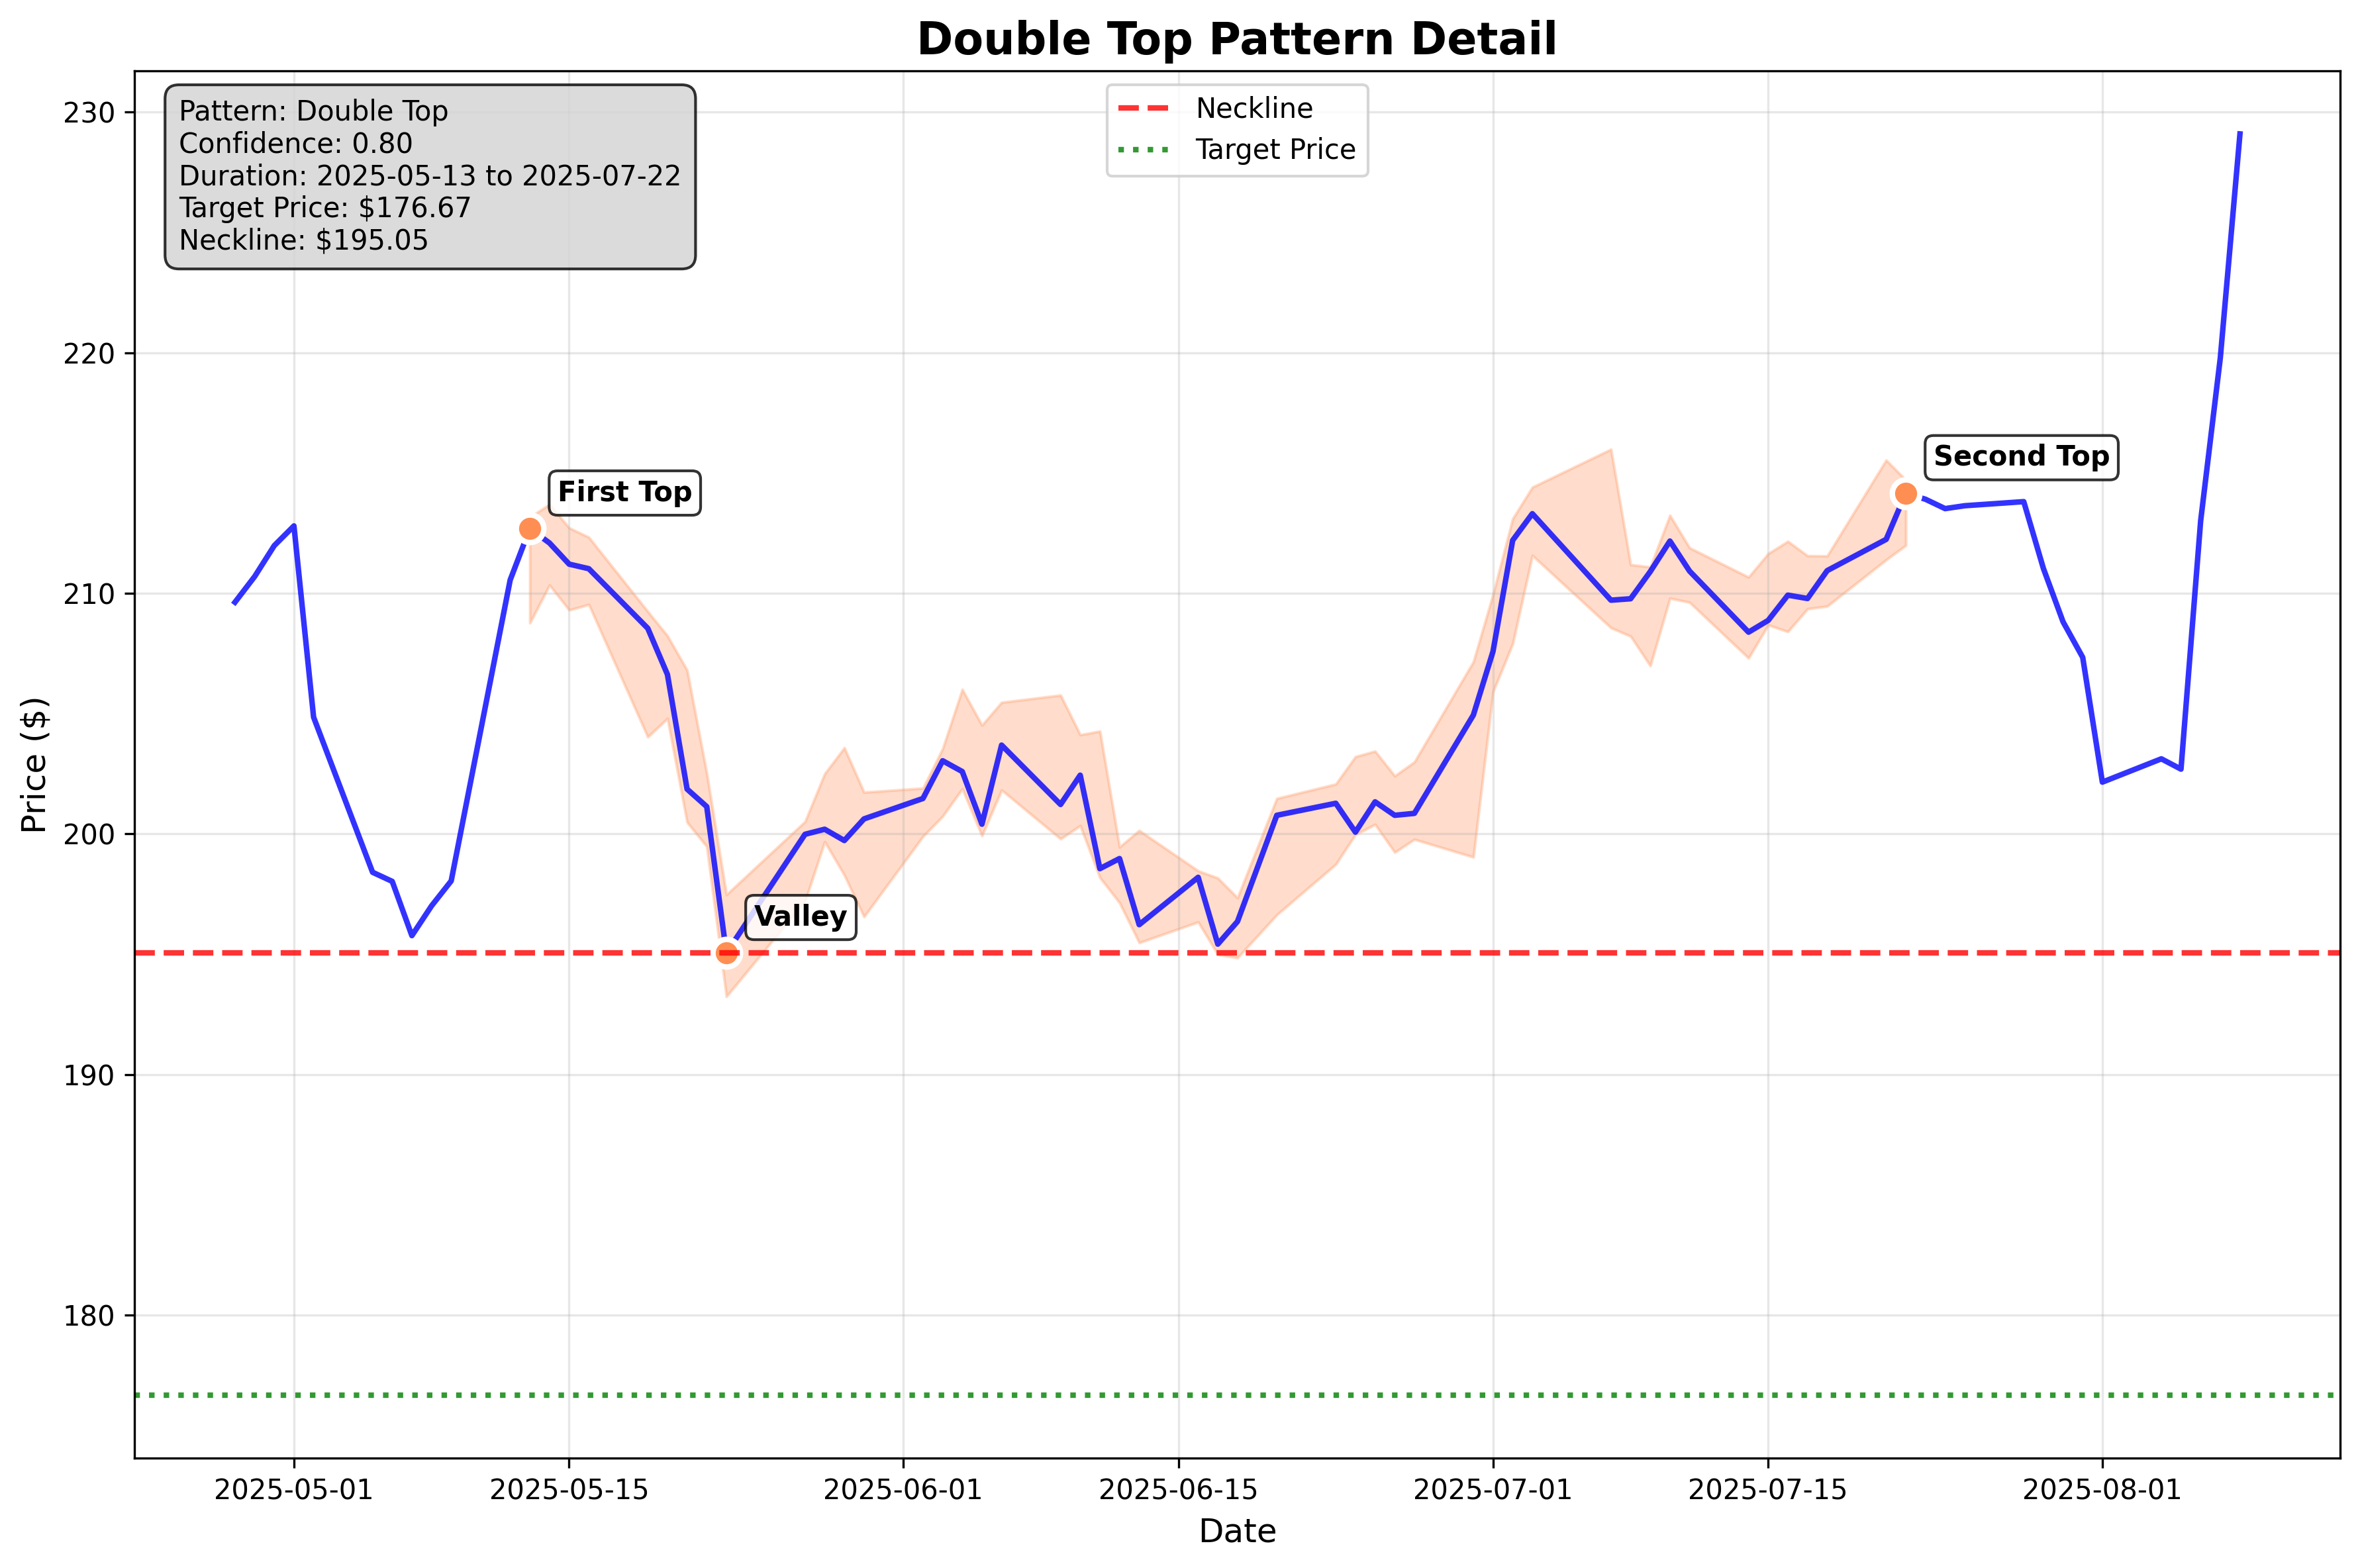 Double Top Pattern Detail
Pattern: Double Top
Confidence: 0.80
Duration: 2025-05-13 to 2025-07-22
Target Price: $176.67
Neckline: $195.05
Neckline
Target Price
230
220
210
200
190
180
Price ($)
First Top
Second Top
Valley
2025-05-01
2025-05-15
2025-06-01
2025-06-15
2025-07-01
2025-07-15
2025-08-01
Date